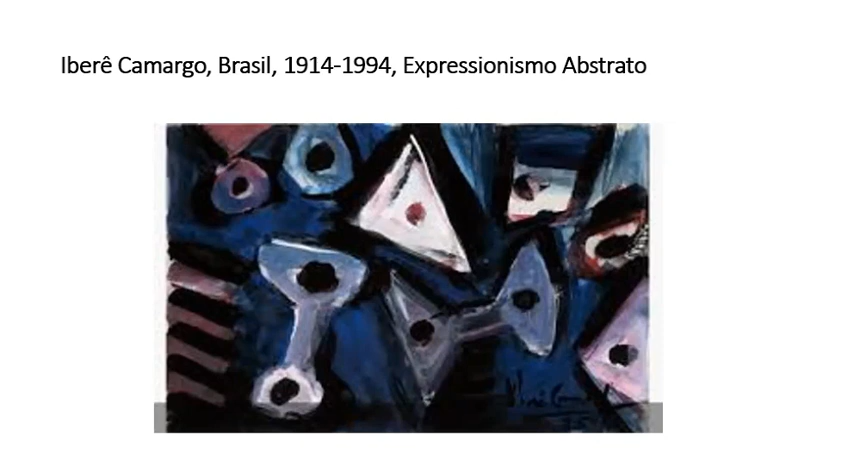 Iberê Camargo, Brasil, 1914-1994, Expressionismo Abstrato